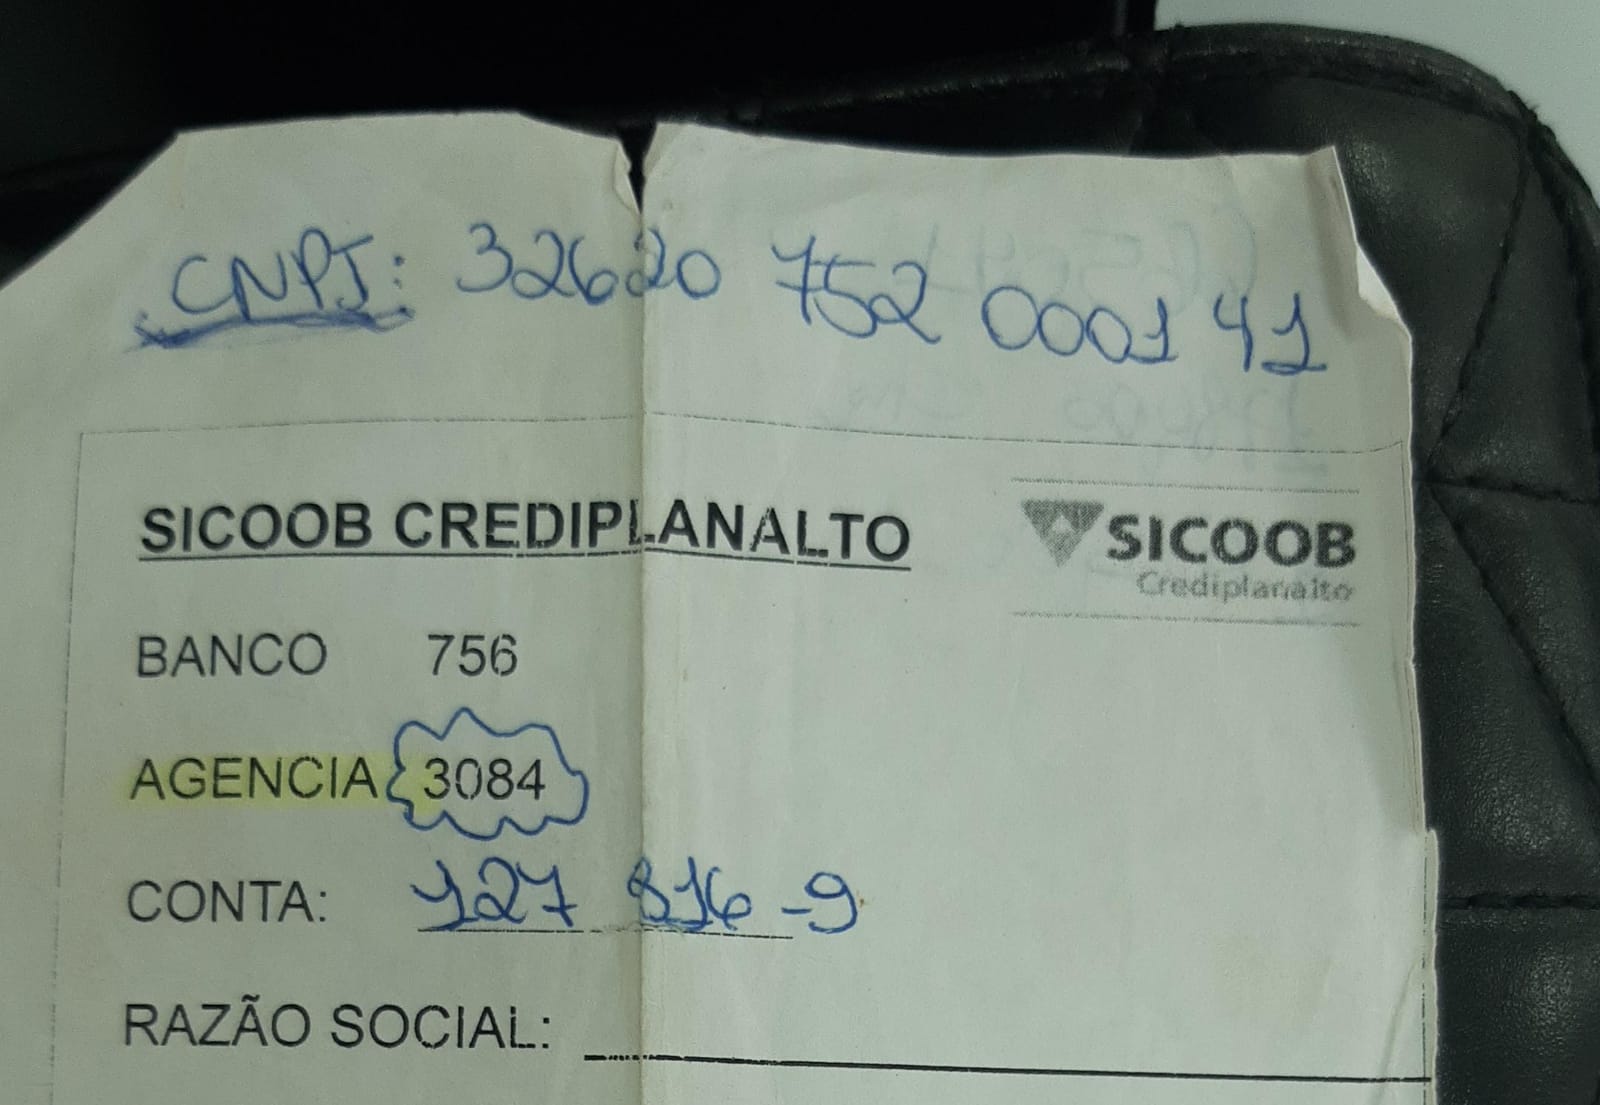 CNPJ: 32620 752 0001 41
SICOOB CREDIPLANALTO
SICOOB
Crediplanalto
BANCO 756
AGENCIA 3084
CONTA: 127 816-9
RAZÃO SOCIAL: